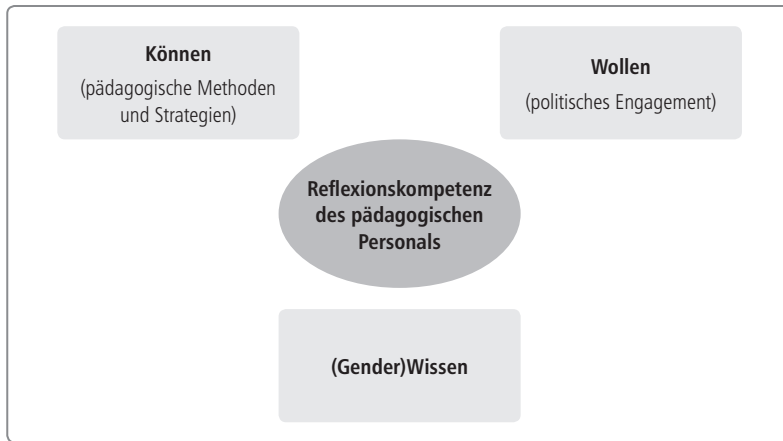 Können
(pädagogische Methoden
und Strategien)
Wollen
(politisches Engagement)
Reflexionskompetenz
des pädagogischen
Personals
(Gender)Wissen